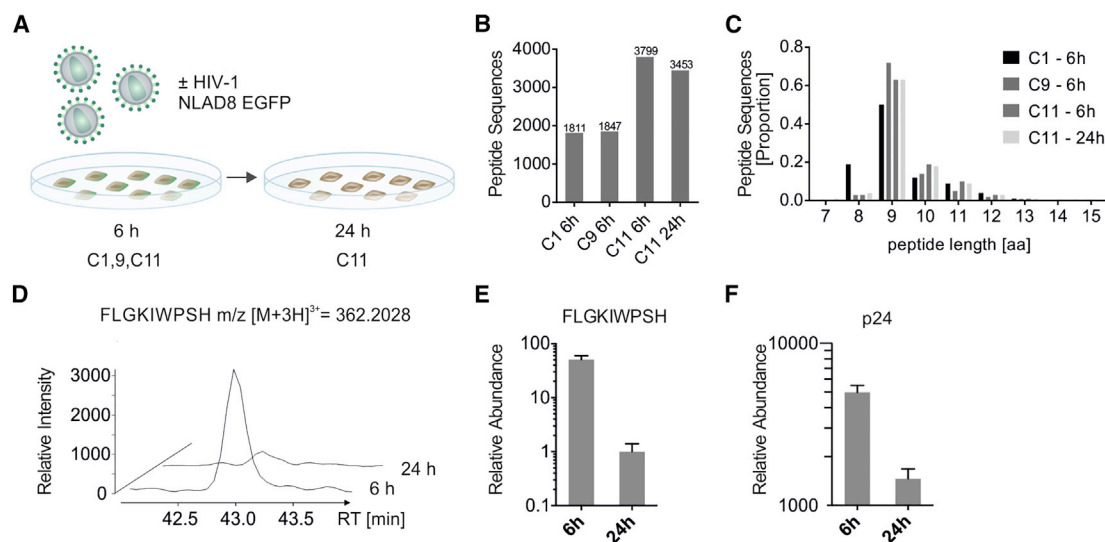 A
± HIV-1
NLAD8 EGFP
6 h
24 h
C1,9,C11
C11
B
Peptide Sequences
4000
3000
2000
1000
0
1811
1847
3799
3453
C1 6h
C9 6h
C11 6h
C11 24h
C
Peptide Sequences
[Proportion]
0.8
0.6
0.4
0.2
0.0
C1 - 6h
C9 - 6h
C11 - 6h
C11 - 24h
7 8 9 10 11 12 13 14 15
peptide length [aa]
D
FLGKIWPSH m/z [M+3H]³⁺= 362.2028
Relative Intensity
3000
2000
1000
0
24 h
6 h
42.5 43.0 43.5 RT [min]
E
FLGKIWPSH
Relative Abundance
100
10
1
0.1
6h
24h
F
p24
Relative Abundance
10000
1000
6h
24h